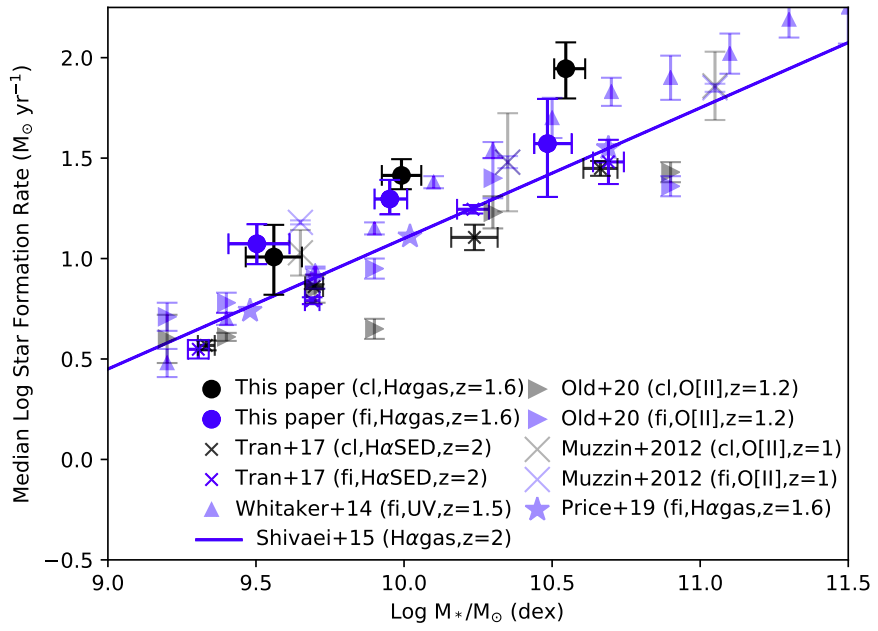 2.0
1.5
1.0
0.5
0.0
−0.5
Median Log Star Formation Rate (M⊙ yr⁻¹)
This paper (cl,Hαgas,z=1.6)
This paper (fi,Hαgas,z=1.6)
Tran+17 (cl,HαSED,z=2)
Tran+17 (fi,HαSED,z=2)
Whitaker+14 (fi,UV,z=1.5)
Shivaei+15 (Hαgas,z=2)
Old+20 (cl,O[II],z=1.2)
Old+20 (fi,O[II],z=1.2)
Muzzin+2012 (cl,O[II],z=1)
Muzzin+2012 (fi,O[II],z=1)
Price+19 (fi,Hαgas,z=1.6)
9.0 9.5 10.0 10.5 11.0 11.5
Log M*/M⊙ (dex)